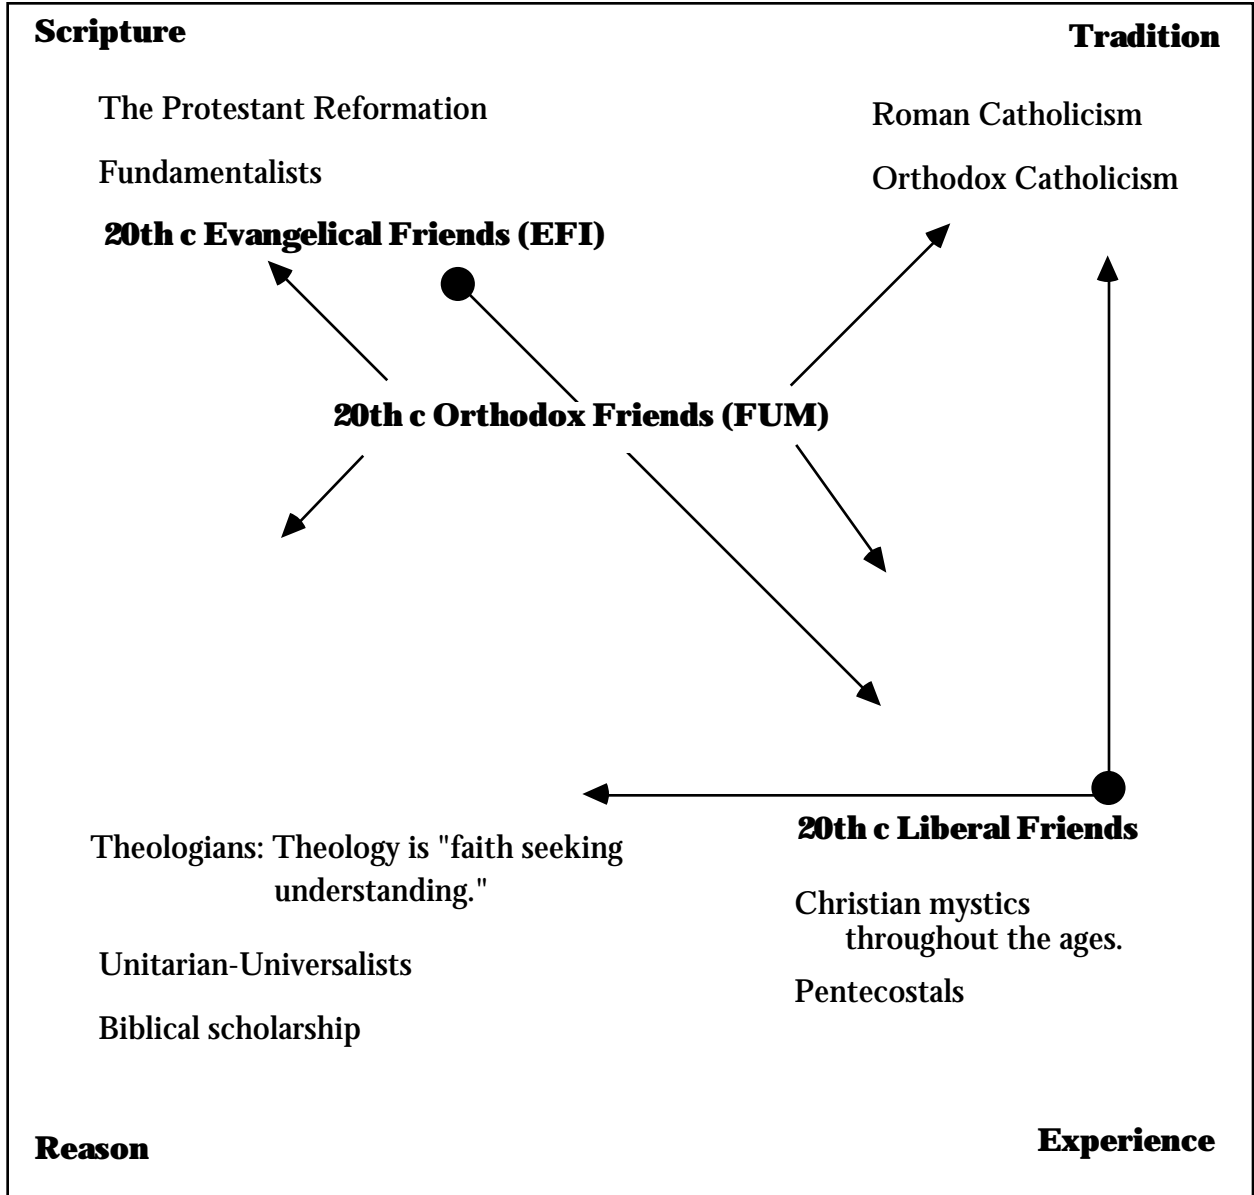 Scripture
Tradition
The Protestant Reformation
Roman Catholicism
Fundamentalists
Orthodox Catholicism
20th c Evangelical Friends (EFI)
20th c Orthodox Friends (FUM)
20th c Liberal Friends
Theologians: Theology is "faith seeking
understanding."
Christian mystics
throughout the ages.
Unitarian-Universalists
Pentecostals
Biblical scholarship
Reason
Experience